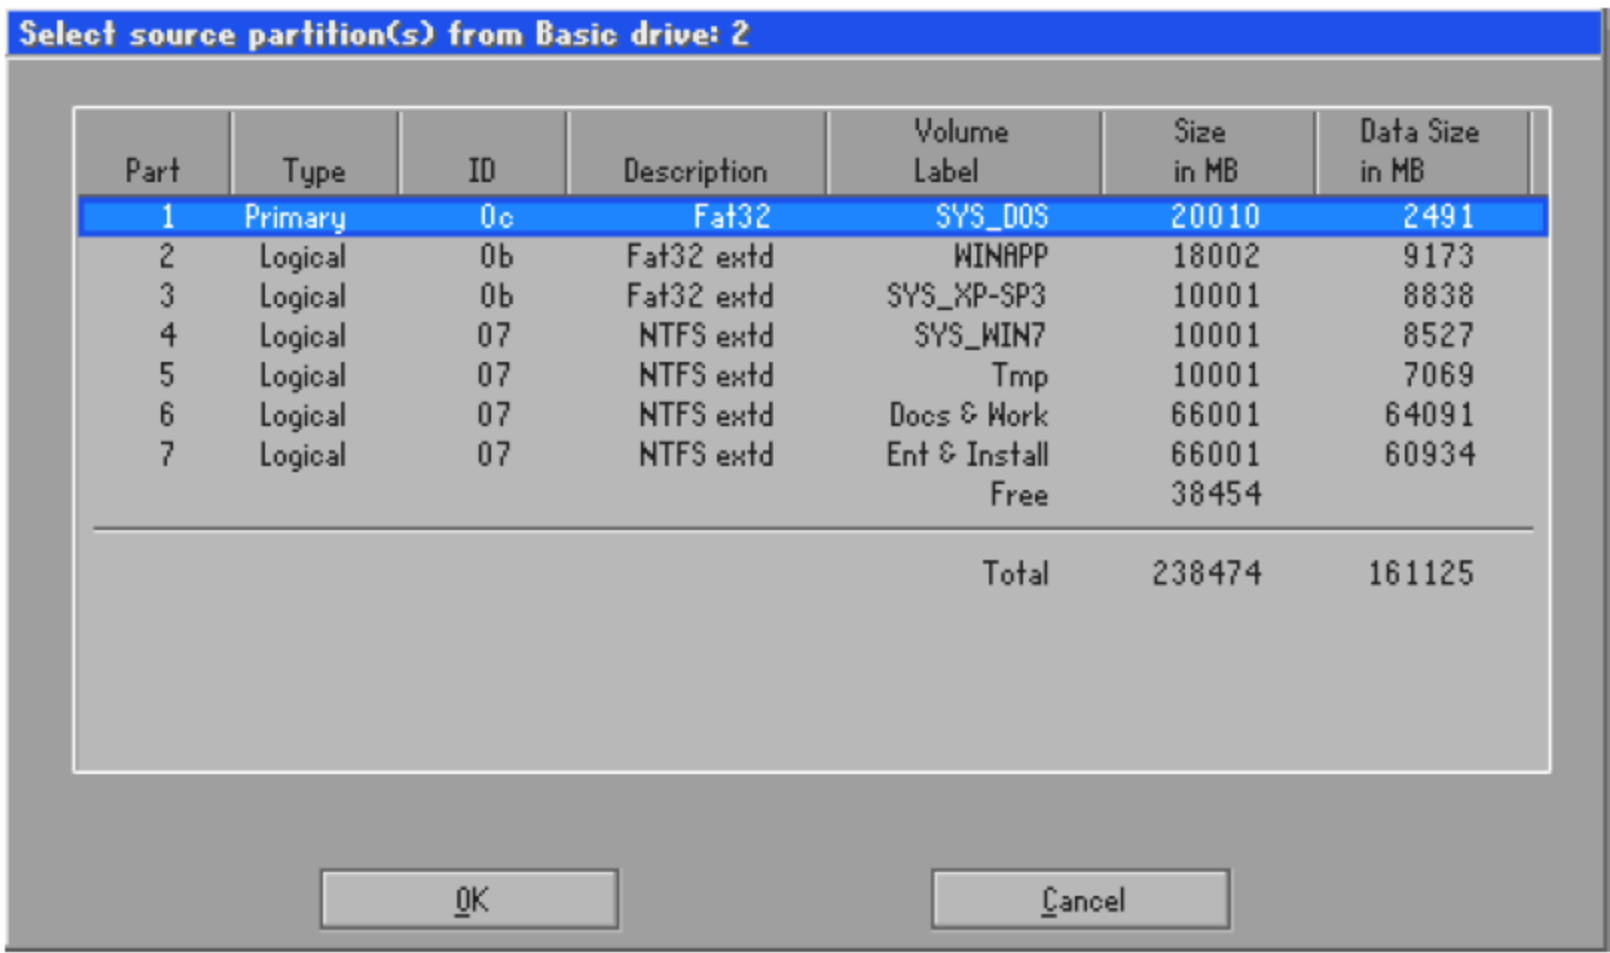 Select source partition(s) from Basic drive: 2
Part Type ID Description Volume Label Size in MB Data Size in MB
1 Primary 0c Fat32 SYS_DOS 20010 2491
2 Logical 0b Fat32 extd WINAPP 18002 9173
3 Logical 0b Fat32 extd SYS_XP-SP3 10001 8838
4 Logical 07 NTFS extd SYS_WIN7 10001 8527
5 Logical 07 NTFS extd Tmp 10001 7069
6 Logical 07 NTFS extd Docs & Work 66001 64091
7 Logical 07 NTFS extd Ent & Install 66001 60934
Free 38454
Total 238474 161125
OK Cancel